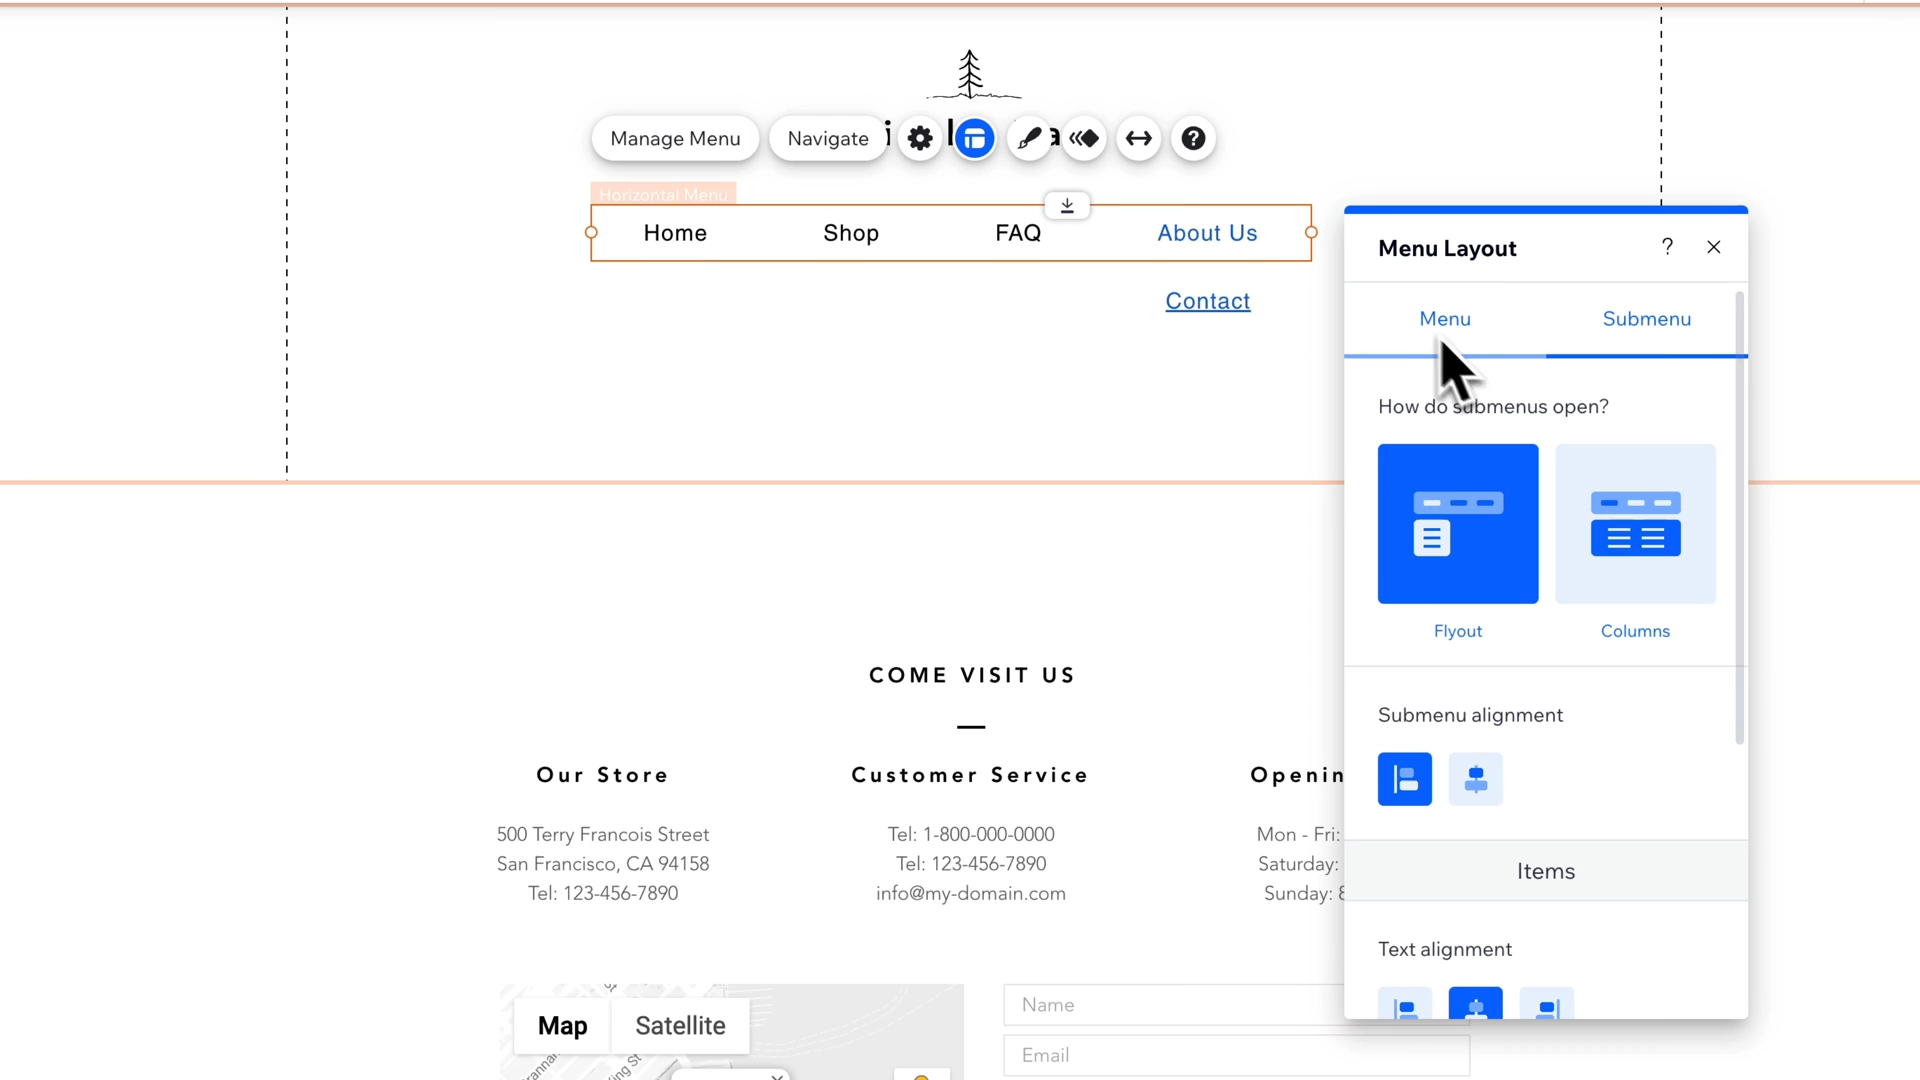 Manage Menu
Navigate
Horizontal Menu
Home
Shop
FAQ
About Us
Contact
Menu Layout
?
Menu
Submenu
How do submenus open?
Flyout
Columns
Submenu alignment
Items
Text alignment
COME VISIT US
Our Store
Customer Service
Openin
500 Terry Francois Street
San Francisco, CA 94158
Tel: 123-456-7890
Tel: 1-800-000-0000
Tel: 123-456-7890
info@my-domain.com
Mon - Fri:
Saturday:
Sunday:
Map
Satellite
Name
Email